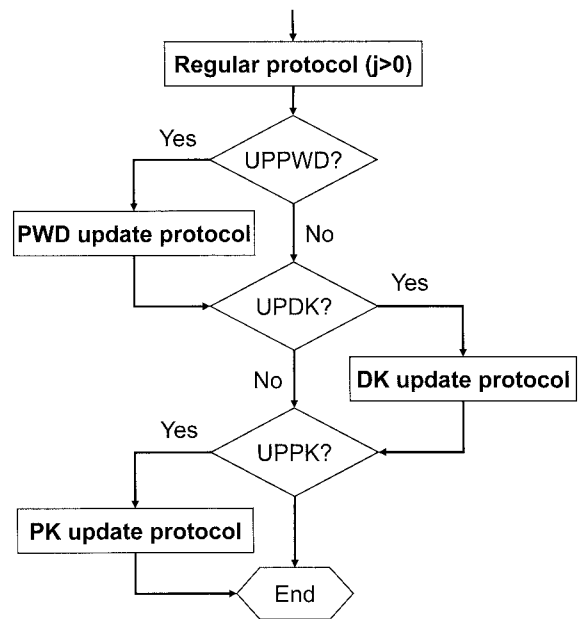 Regular protocol (j>0)
Yes
UPPWD?
PWD update protocol
No
UPDK?
Yes
No
DK update protocol
Yes
UPPK?
PK update protocol
End